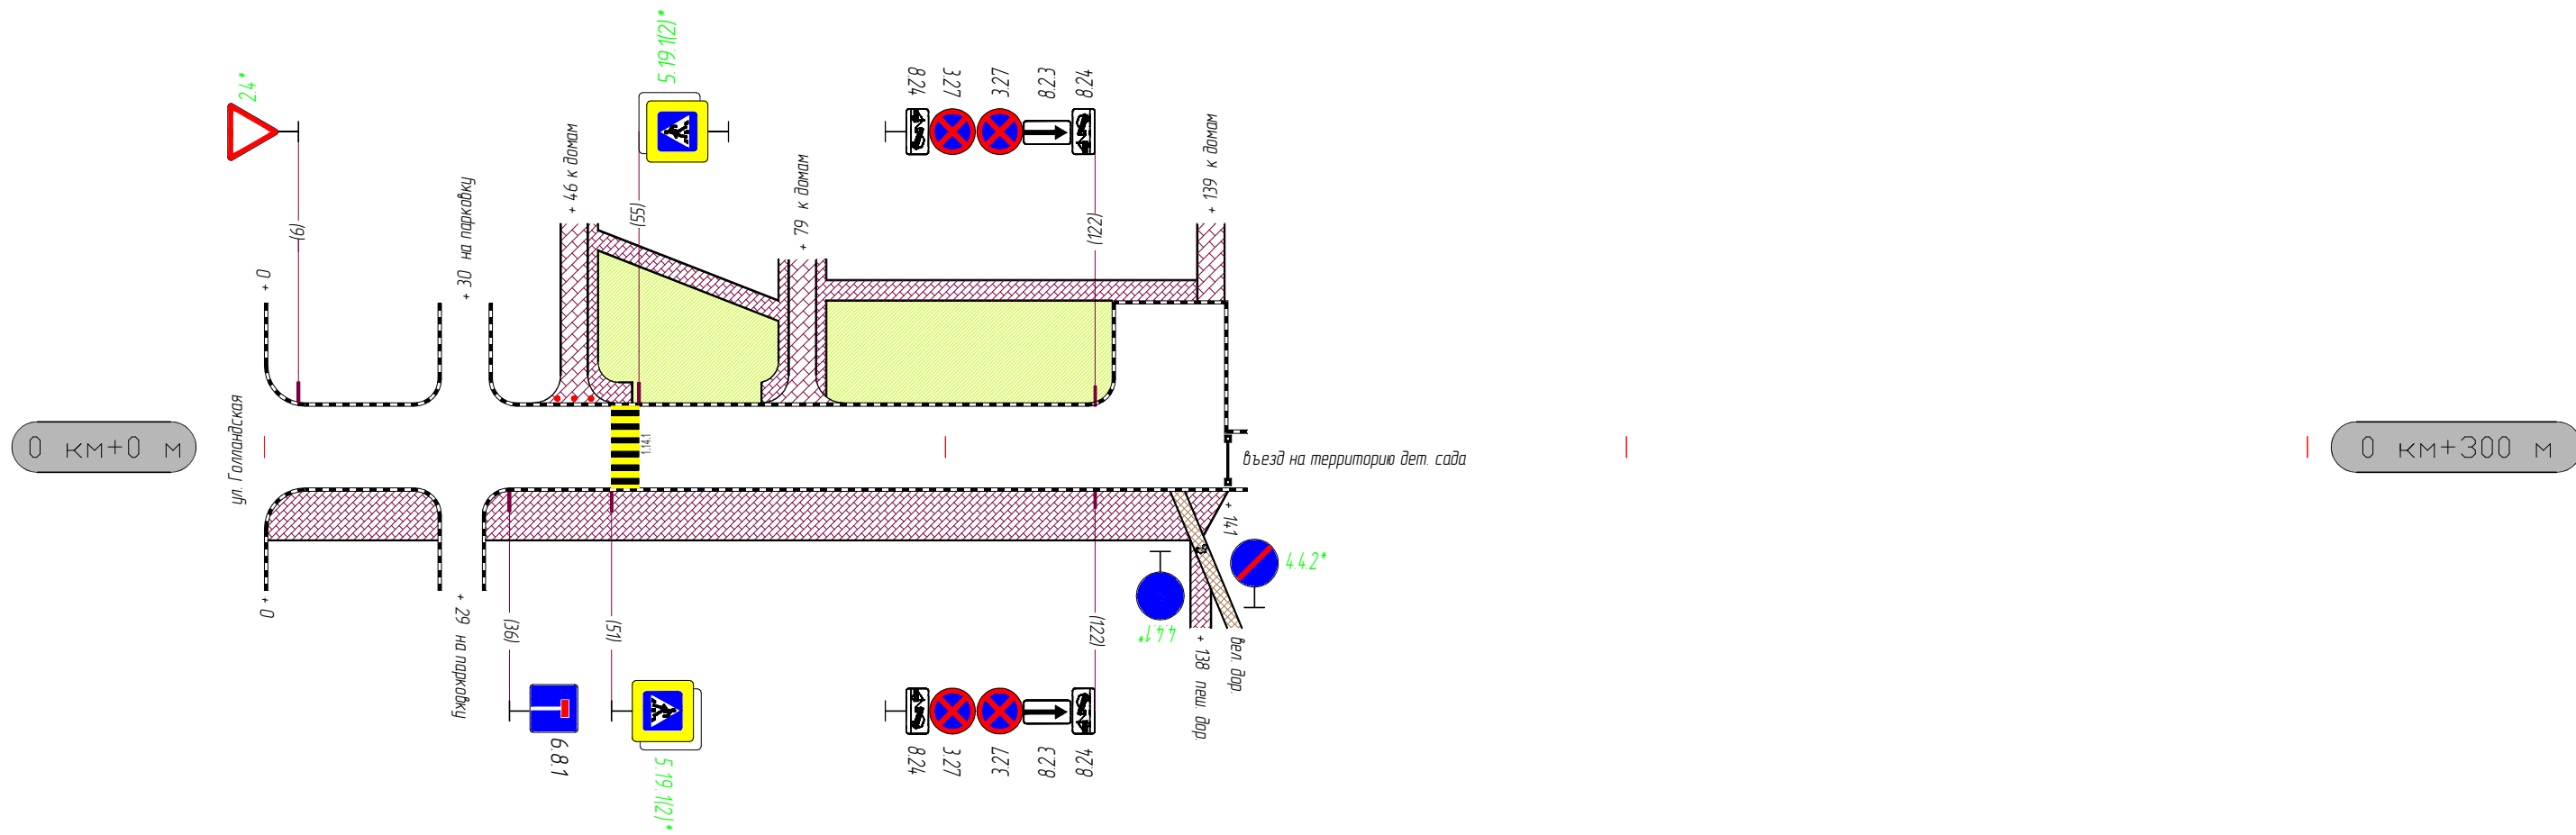 5.19.1(2)*
2.4*
8.24
3.27
3.27
8.2.3
8.24
+ 46 к домам
+ 79 к домам
+ 139 к домам
+ 30 на парковку
(6)
(55)
(122)
+ 0
ул. Голландская
0 км+0 м
1.14.1
въезд на территорию дет. сада
0 км+300 м
+ 141
4.4.2*
4.4.1*
+ 0
+ 29 на парковку
(36)
(51)
(122)
+ 138 пеш. дор.
вел. дор.
6.8.1
5.19.1(2)*
8.24
3.27
3.27
8.2.3
8.24